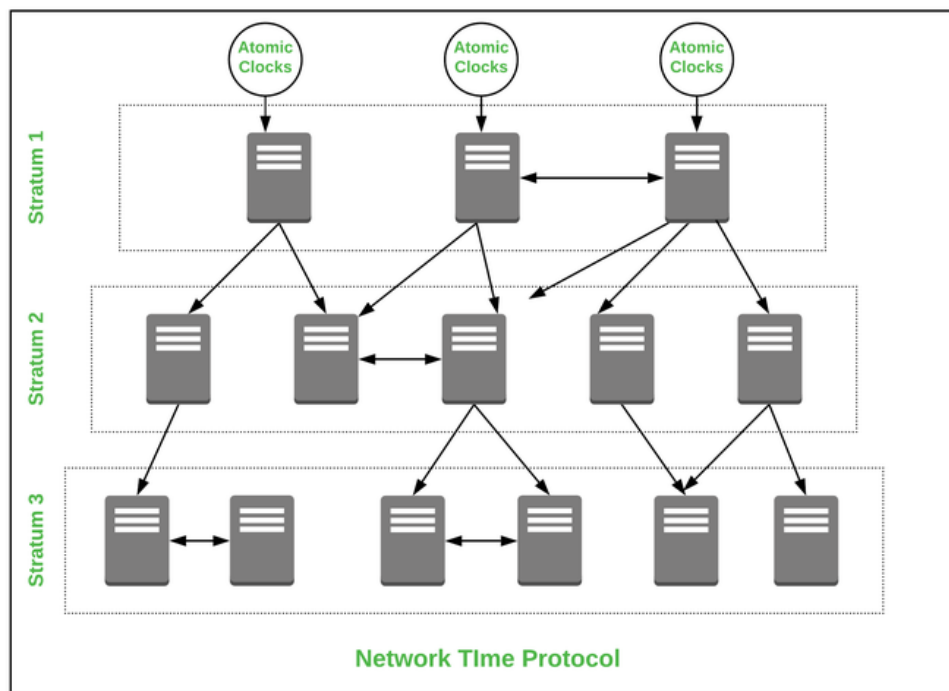 Atomic
Clocks
Atomic
Clocks
Atomic
Clocks
Stratum 1
Stratum 2
Stratum 3
Network TIme Protocol